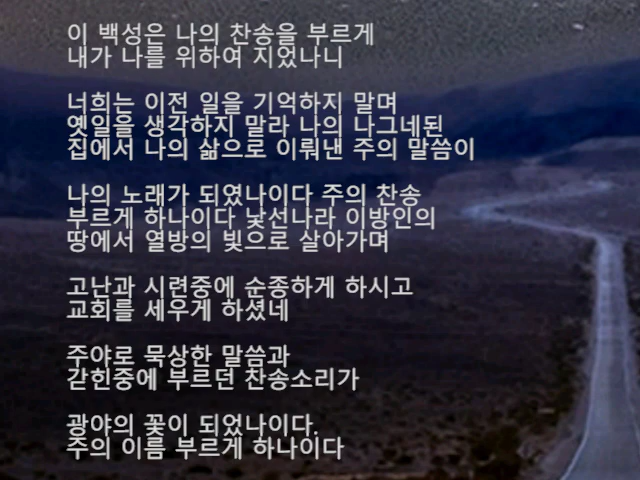 이 백성은 나의 찬송을 부르게
내가 나를 위하여 지었나니
너희는 이전 일을 기억하지 말며
옛일을 생각하지 말라 나의 나그네된
집에서 나의 삶으로 이뤄낸 주의 말씀이
나의 노래가 되였나이다 주의 찬송
부르게 하나이다 낯선나라 이방인의
땅에서 열방의 빛으로 살아가며
고난과 시련중에 순종하게 하시고
교회를 세우게 하셨네
주야로 묵상한 말씀과
갇힌중에 부르던 찬송소리가
광야의 꽃이 되었나이다.
주의 이름 부르게 하나이다